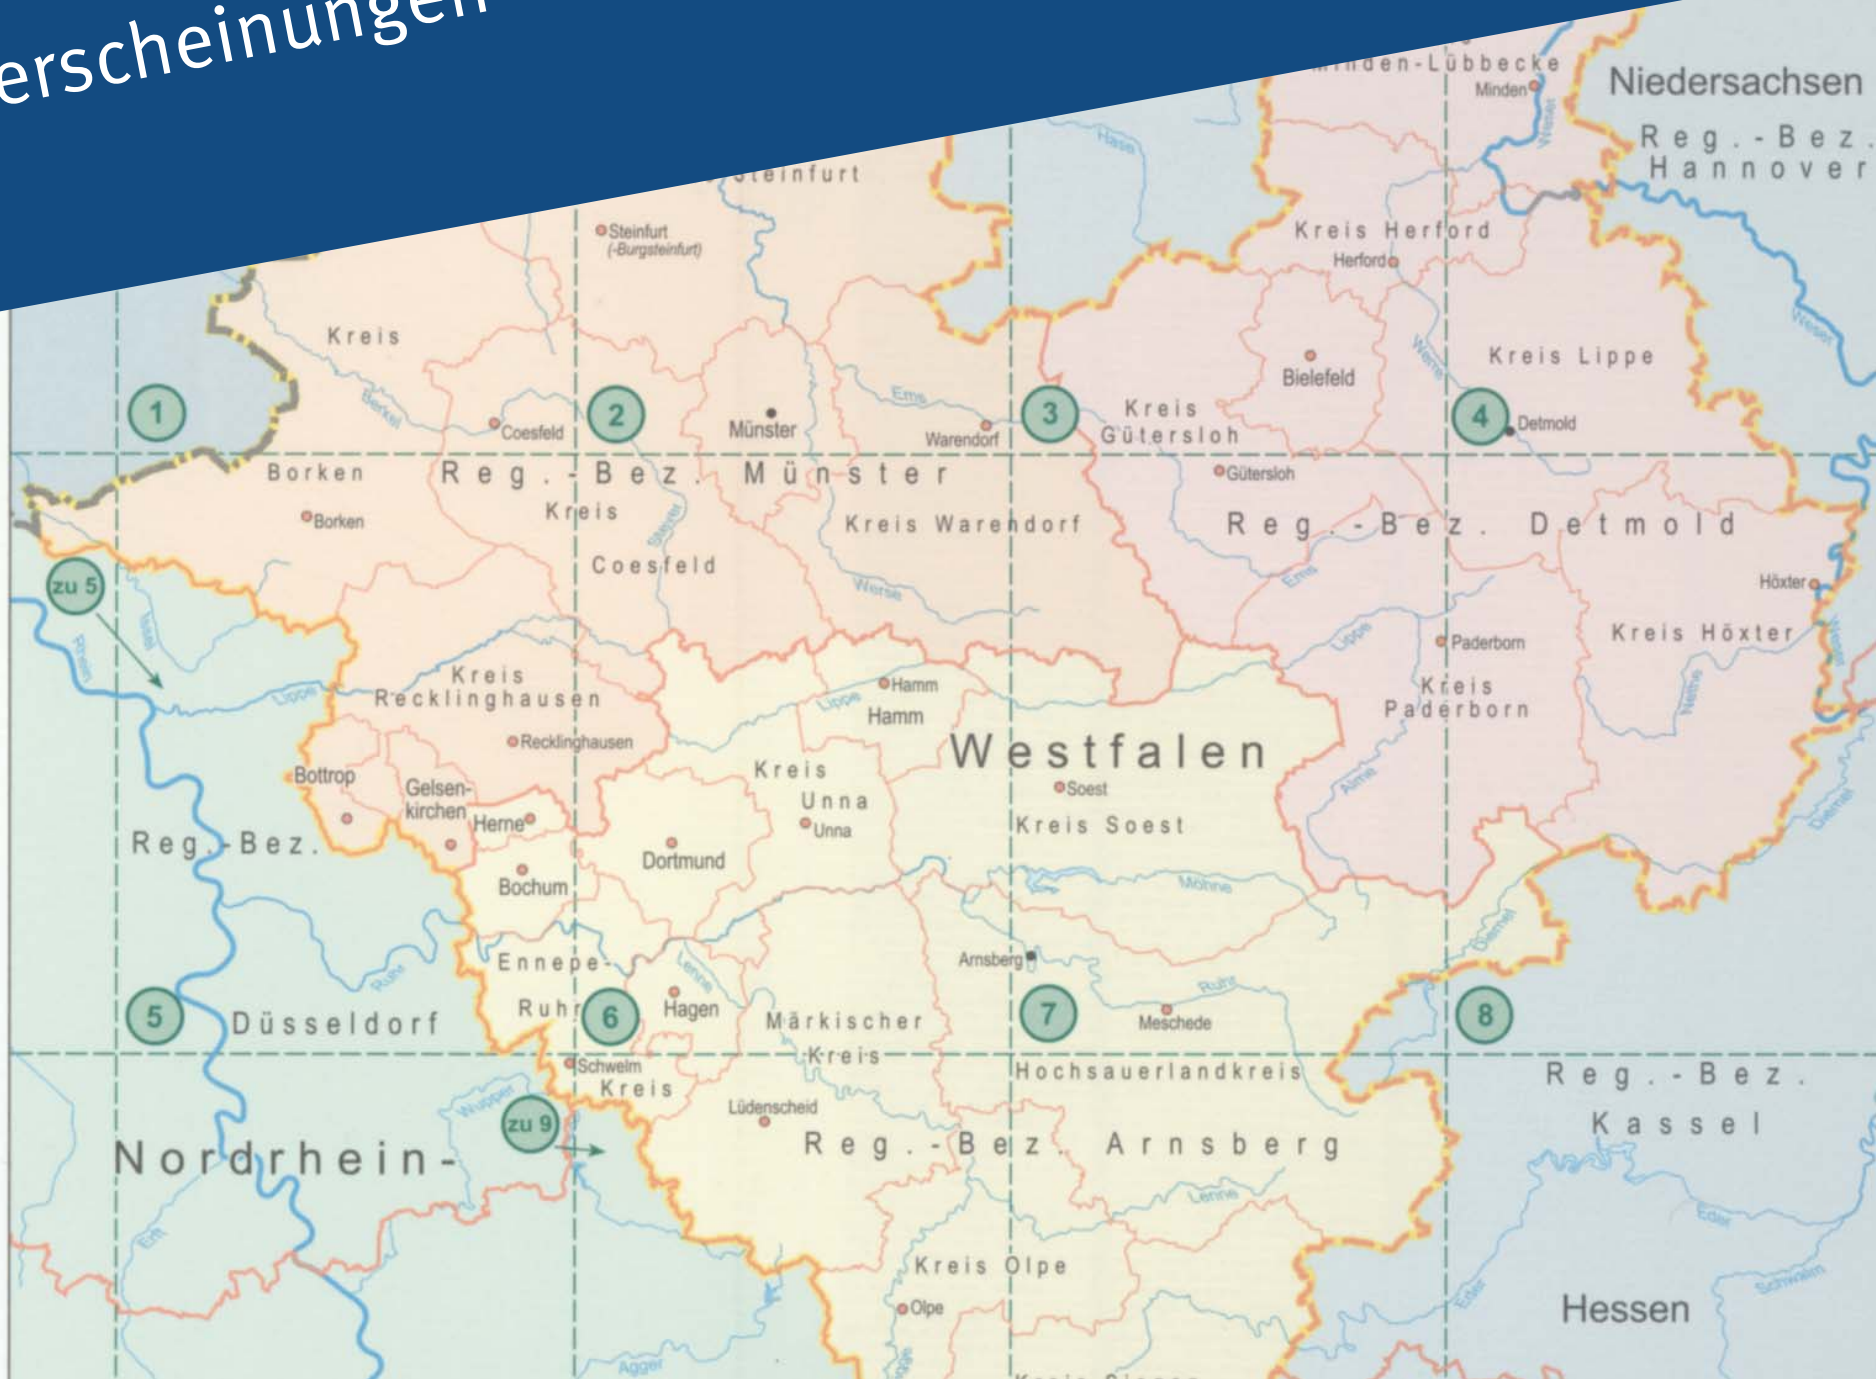 erscheinungen
Minden-Lübbecke
Minden
Weser
Niedersachsen
Reg.-Bez.
Hannover
Hase
Steinfurt
Steinfurt
(-Burgsteinfurt)
Kreis Herford
Herford
Weser
Kreis
Kreis Lippe
Werre
Bielefeld
1
Berkel
Coesfeld
2
Münster
Ems
Warendorf
3
Kreis
Gütersloh
4
Detmold
Borken
Reg.-Bez. Münster
Gütersloh
Borken
Kreis
Stever
Kreis Warendorf
Reg.-Bez. Detmold
Coesfeld
zu 5
Werse
Ems
Höxter
Issel
Rhein
Lippe
Paderborn
Kreis Höxter
Weser
Kreis
Recklinghausen
Lippe
Lippe
Hamm
Hamm
Kreis
Paderborn
Nethe
Recklinghausen
Westfalen
Bottrop
Gelsen-
kirchen
Kreis
Unna
Unna
Soest
Alme
Diemel
Herne
Kreis Soest
Reg.-Bez.
Dortmund
Bochum
Möhne
Diemel
Ennepe-
Ruhr
Ruhr
Lenne
Arnsberg
Ruhr
5
Düsseldorf
6
Hagen
Märkischer
Kreis
7
Meschede
8
Schwelm
Kreis
Hochsauerlandkreis
Reg.-Bez.
Kassel
Wupper
zu 9
Lüdenscheid
Nordrhein-
Reg.-Bez. Arnsberg
Lenne
Eder
Erft
Kreis Olpe
Eder
Schwalm
Olpe
Hessen
Agger